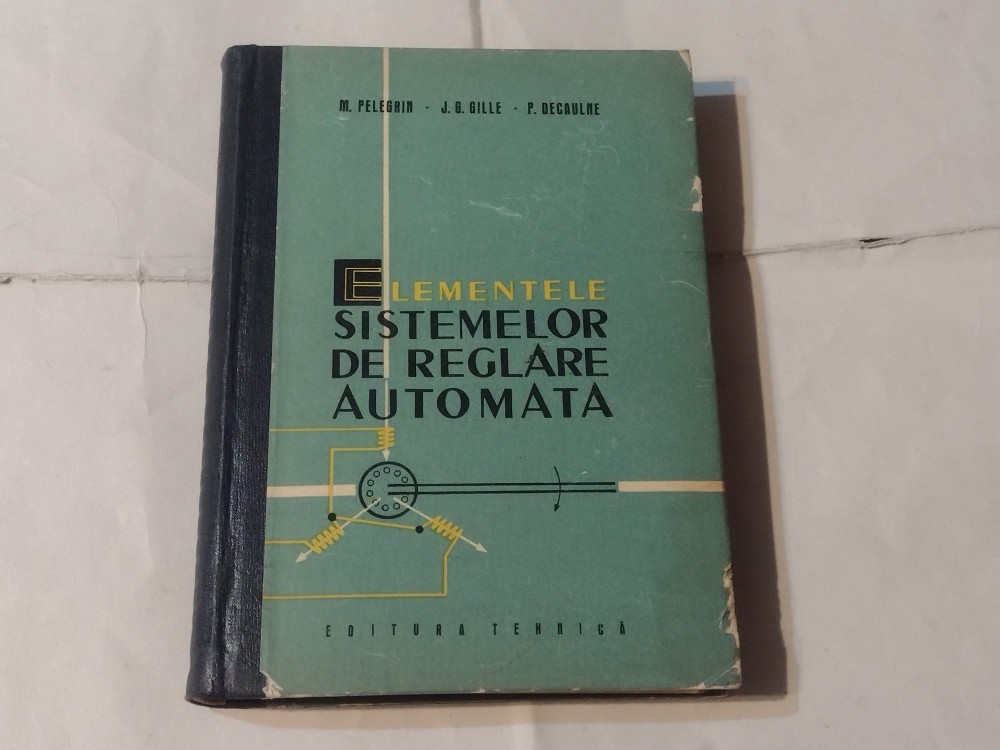 M. PELEGRIN · J. G. GILLE · P. DECAULNE
ELEMENTELE
SISTEMELOR
DE REGLARE
AUTOMATA
EDITURA TEHNICĂ